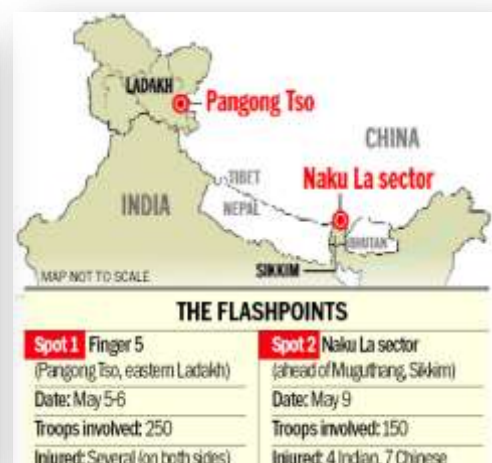 LADAKH
Pangong Tso
CHINA
TIBET
Naku La sector
INDIA
NEPAL
BHUTAN
SIKKIM
MAP NOT TO SCALE
THE FLASHPOINTS
Spot 1 Finger 5
(Pangong Tso, eastern Ladakh)
Date: May 5-6
Troops involved: 250
Injured: Several (on both sides)
Spot 2 Naku La sector
(ahead of Muguthang, Sikkim)
Date: May 9
Troops involved: 150
Injured: 4 Indian, 7 Chinese